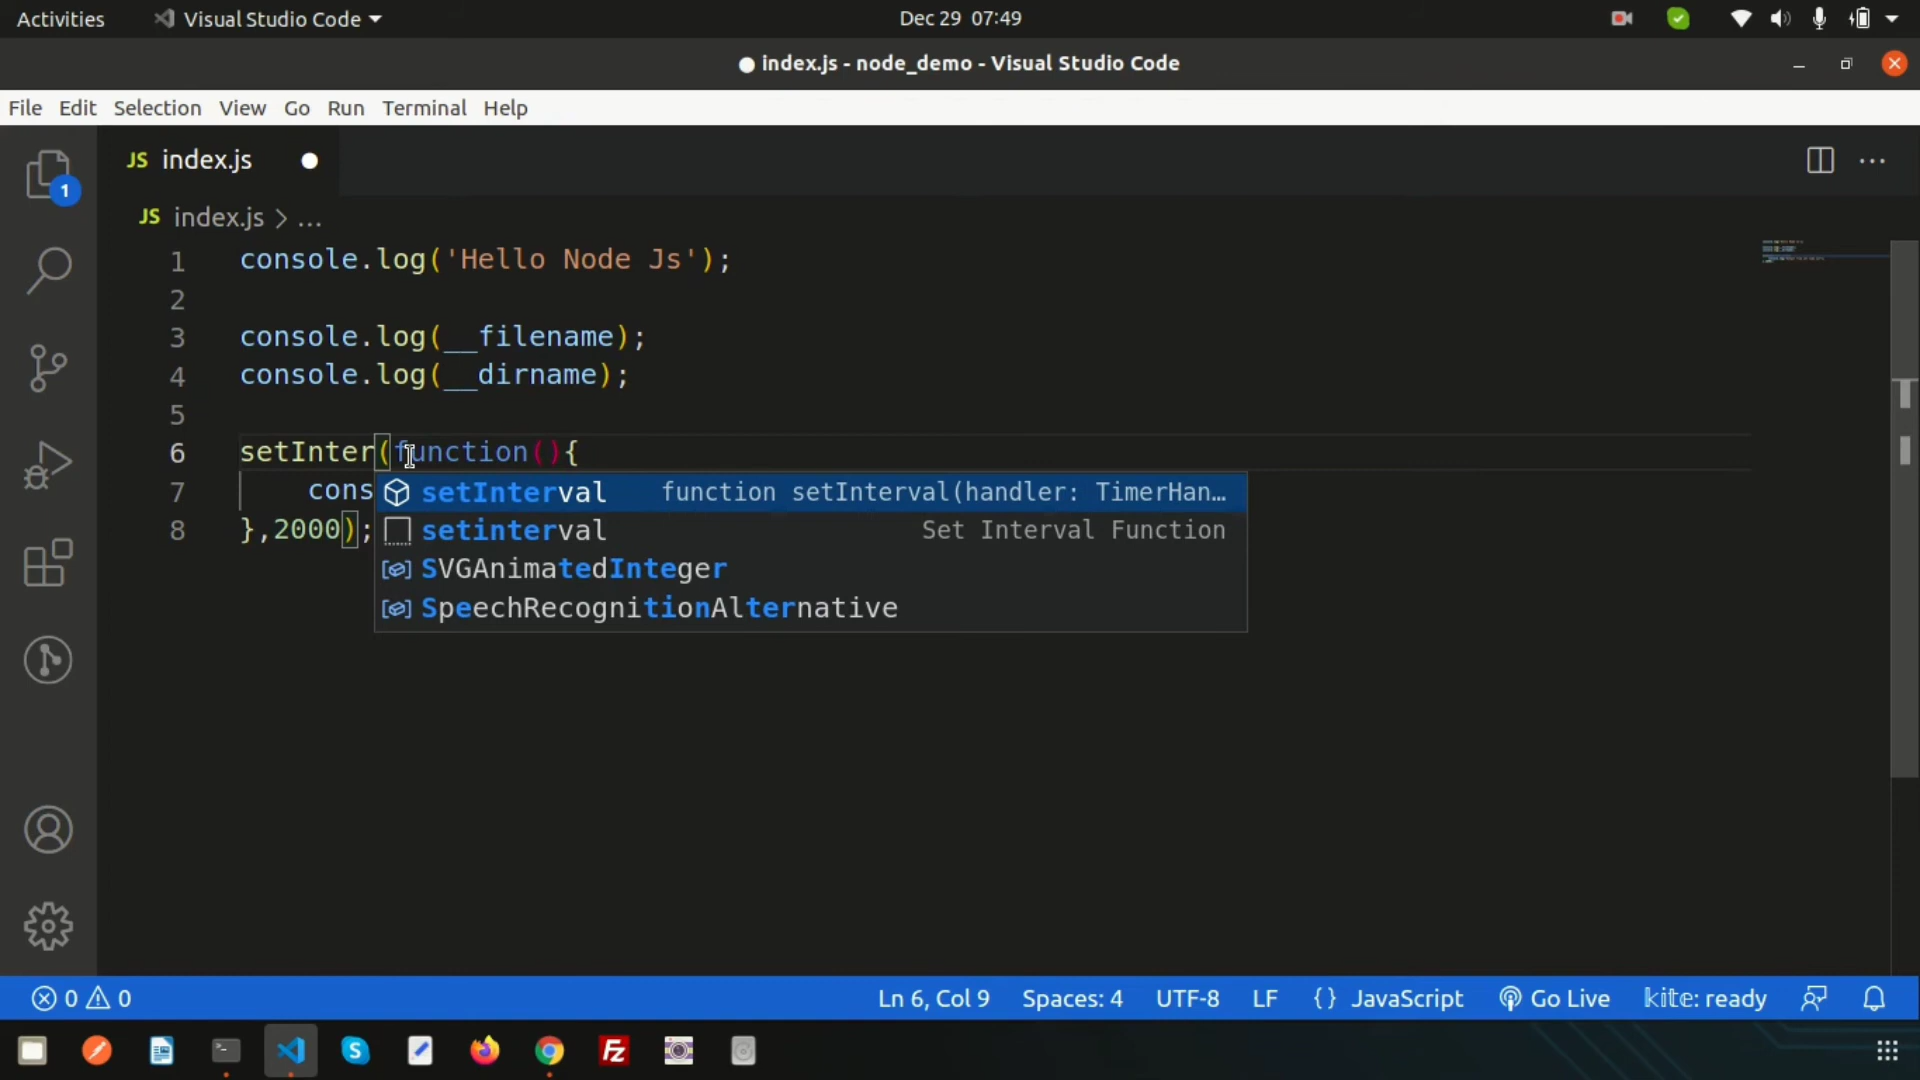 Activities Visual Studio Code Dec 29 07:49
index.js - node_demo - Visual Studio Code
File Edit Selection View Go Run Terminal Help
JS index.js
JS index.js > ...
1 console.log('Hello Node Js');
2
3 console.log(__filename);
4 console.log(__dirname);
5
6 setInter(function(){
7 cons
setInterval function setInterval(handler: TimerHan…
8 },2000);
setinterval Set Interval Function
SVGAnimatedInteger
SpeechRecognitionAlternative
1
0 0 Ln 6, Col 9 Spaces: 4 UTF-8 LF {} JavaScript Go Live kite: ready